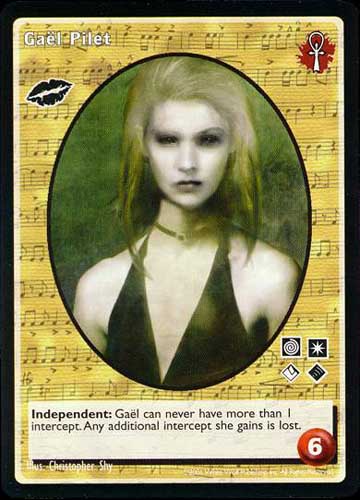 Gaël Pilet
Independent: Gaël can never have more than 1
intercept. Any additional intercept she gains is lost.
6
Illus. Christopher Shy